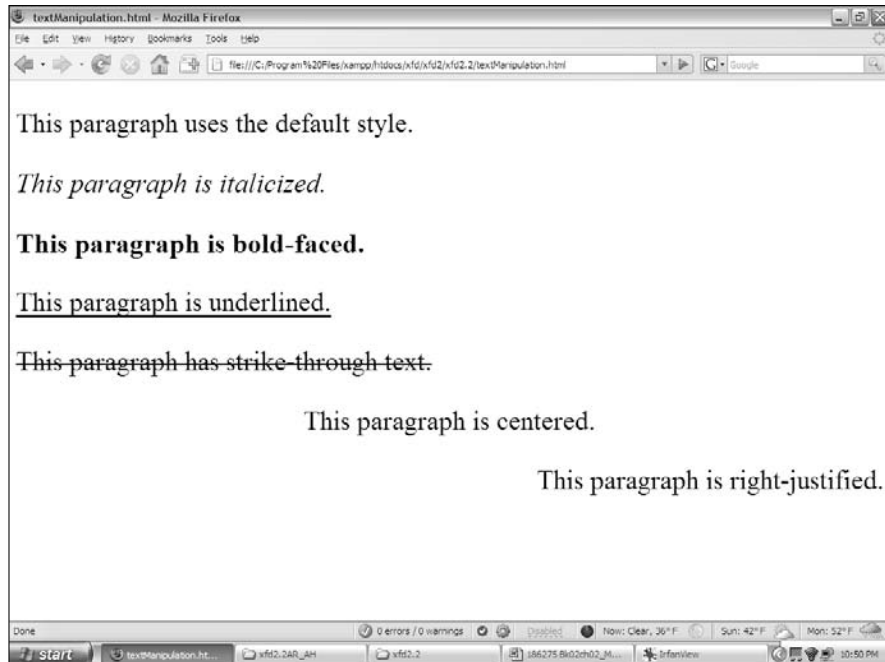 textManipulation.html - Mozilla Firefox
File Edit View History Bookmarks Tools Help
file:///C:/Program%20Files/xampp/htdocs/xfd/xfd2/xfd2.2/textManipulation.html Google
This paragraph uses the default style.
This paragraph is italicized.
This paragraph is bold-faced.
This paragraph is underlined.
This paragraph has strike-through text.
This paragraph is centered.
This paragraph is right-justified.
Done 0 errors / 0 warnings Disabled Now: Clear, 36° F Sun: 42° F Mon: 52° F
start textManipulation.ht... xfd2.2AR_AH xfd2.2 186275 Bk02ch02_M... IrfanView 10:50 PM